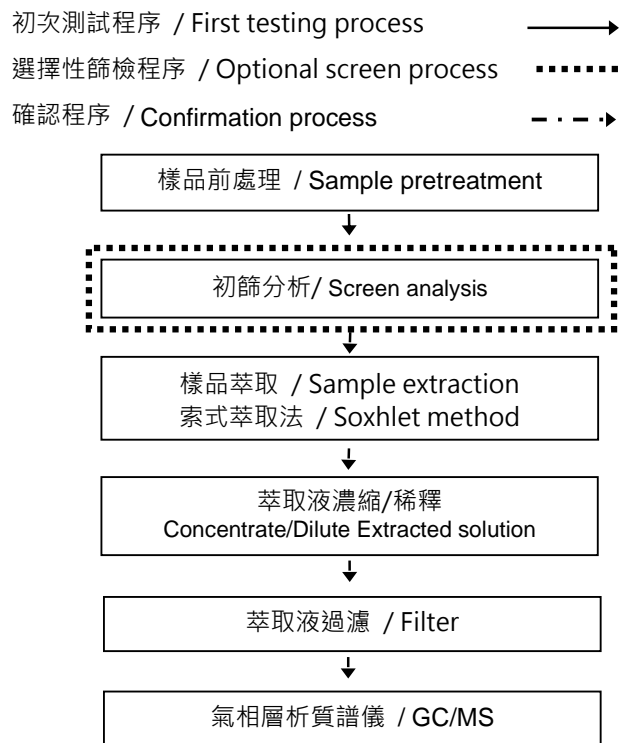 初次測試程序 / First testing process
選擇性篩檢程序 / Optional screen process
確認程序 / Confirmation process
樣品前處理 / Sample pretreatment
初篩分析/ Screen analysis
樣品萃取 / Sample extraction
索式萃取法 / Soxhlet method
萃取液濃縮/稀釋
Concentrate/Dilute Extracted solution
萃取液過濾 / Filter
氣相層析質譜儀 / GC/MS